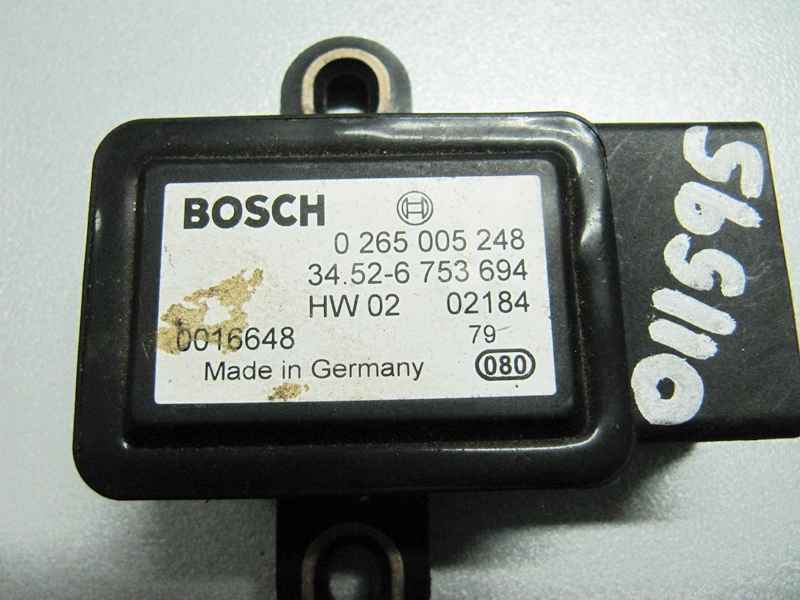 BOSCH
0 265 005 248
34.52-6 753 694
HW 02 02184
0016648 79
Made in Germany 080
565110